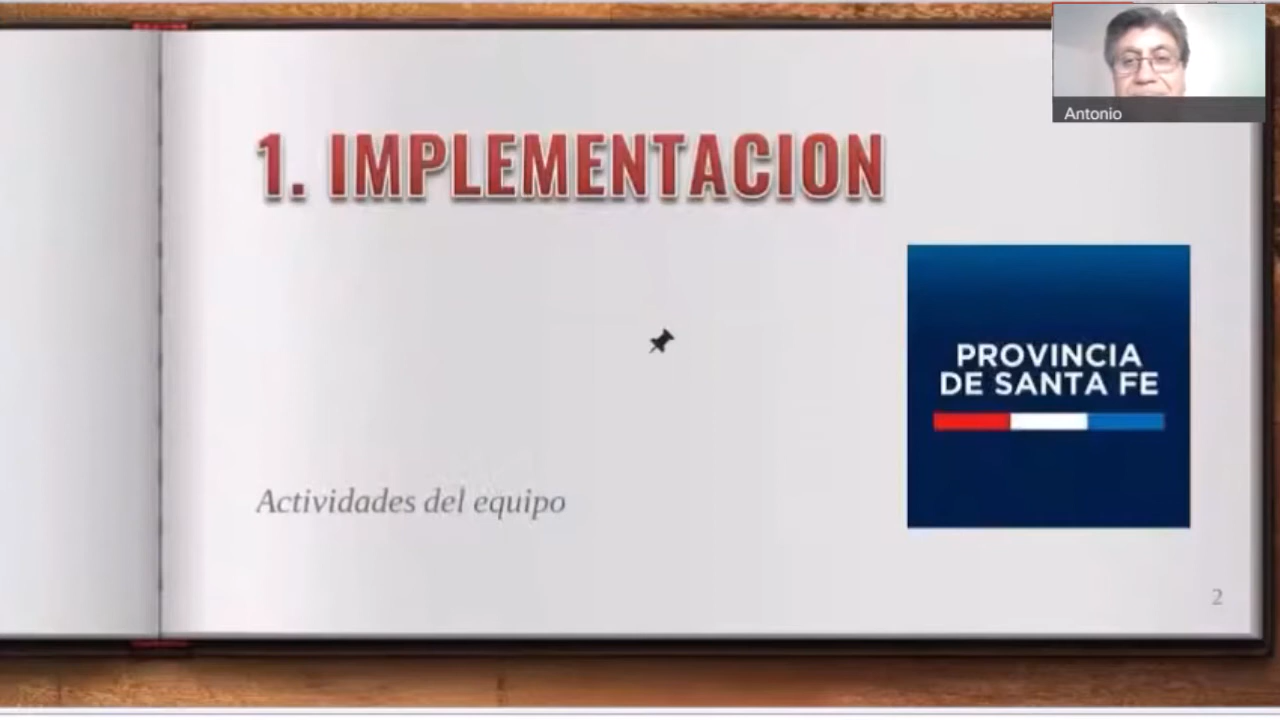 Antonio
1. IMPLEMENTACION
PROVINCIA
DE SANTA FE
Actividades del equipo
2